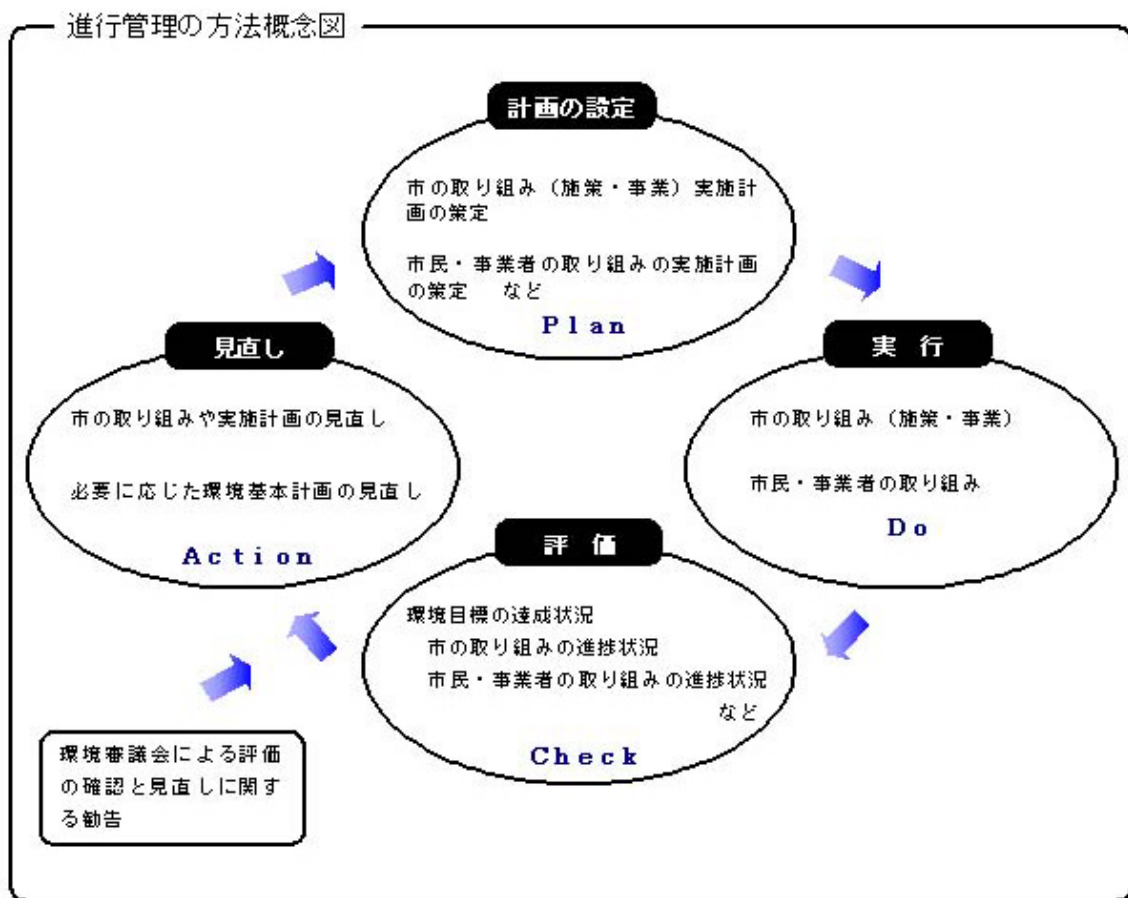 進行管理の方法概念図
計画の設定
市の取り組み（施策・事業）実施計
画の策定
市民・事業者の取り組みの実施計画
の策定　など
Plan
実　行
市の取り組み（施策・事業）
市民・事業者の取り組み
Do
評　価
環境目標の達成状況
市の取り組みの進捗状況
市民・事業者の取り組みの進捗状況
など
Check
見直し
市の取り組みや実施計画の見直し
必要に応じた環境基本計画の見直し
Action
環境審議会による評価
の確認と見直しに関す
る勧告